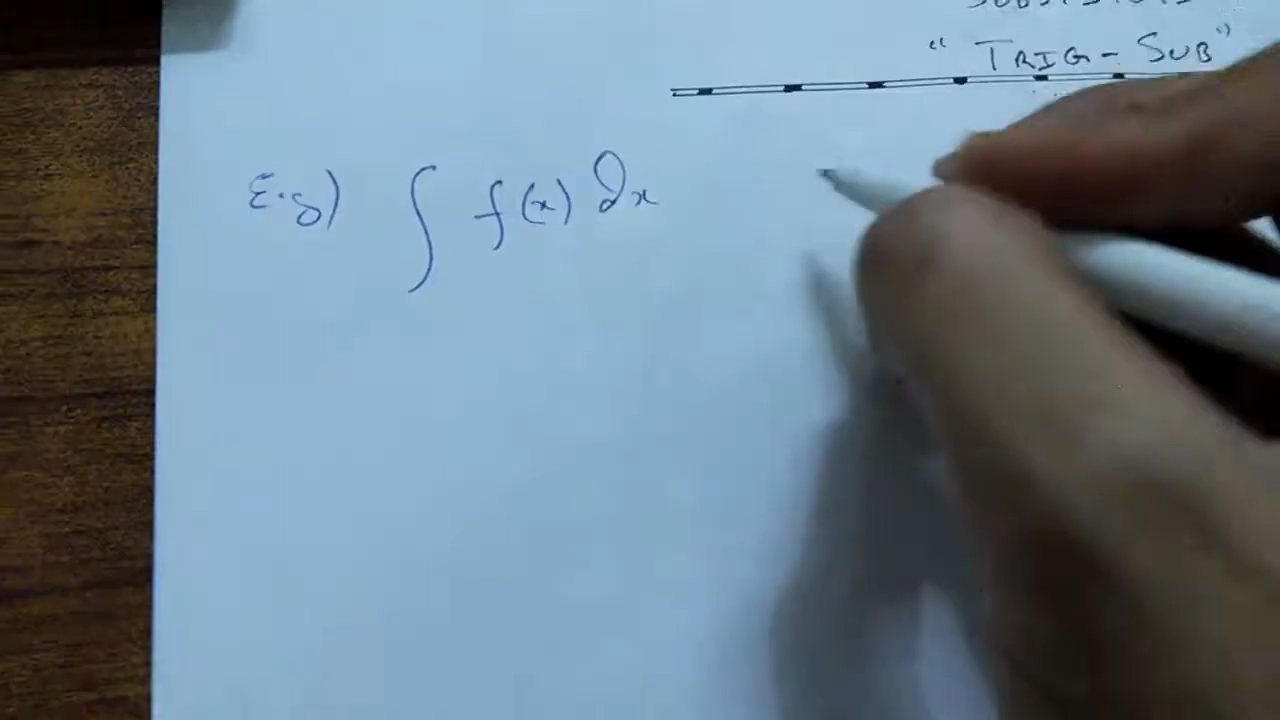 "TRIG-SUB"
E.g) ∫ f(x) dx